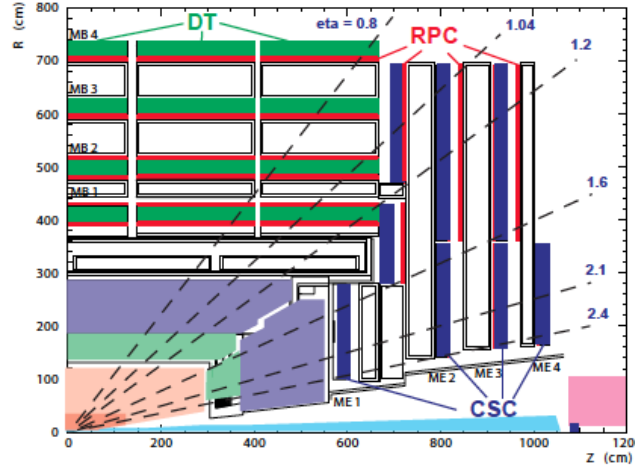 R (cm)
800
700
600
500
400
300
200
100
0
MB 4
MB 3
MB 2
MB 1
DT
eta = 0.8
1.04
RPC
1.2
1.6
2.1
2.4
ME 1
ME 2
ME 3
ME 4
CSC
0
200
400
600
800
1000
120
Z (cm)